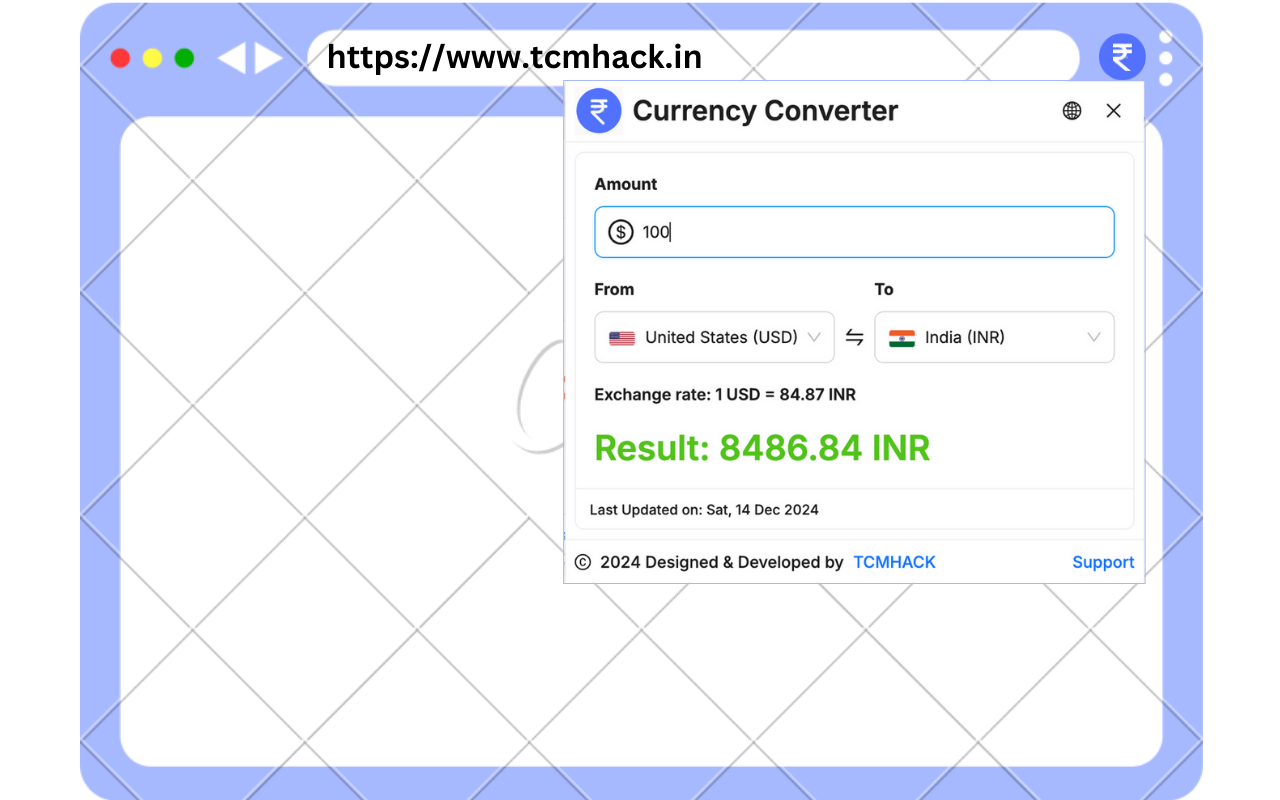 https://www.tcmhack.in
₹
₹ Currency Converter
Amount
$ 100
From
To
United States (USD)
India (INR)
Exchange rate: 1 USD = 84.87 INR
Result: 8486.84 INR
Last Updated on: Sat, 14 Dec 2024
© 2024 Designed & Developed by TCMHACK
Support